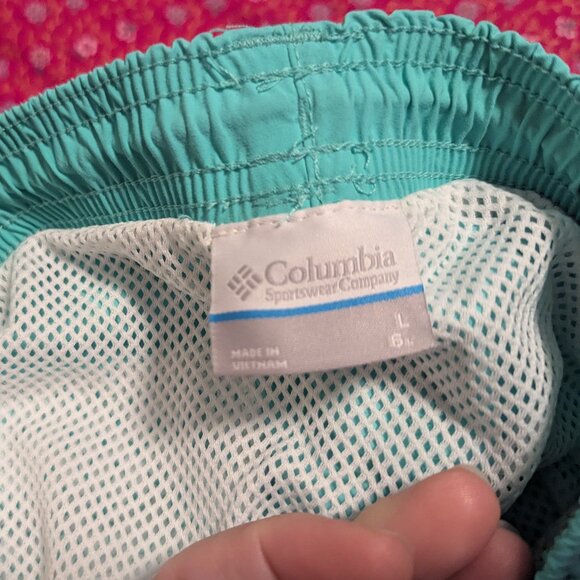 Columbia
Sportswear Company
L
6"
MADE IN
VIETNAM